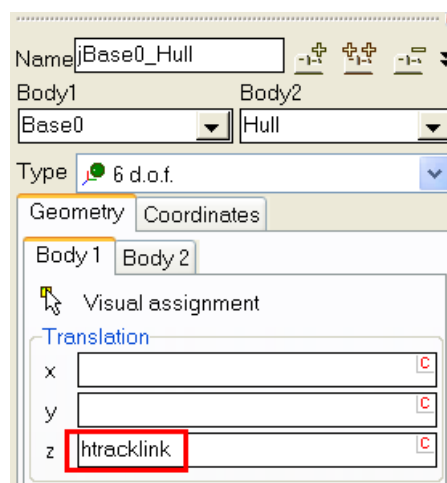 Name jBase0_Hull
Body1 Body2
Base0 Hull
Type 6 d.o.f.
Geometry Coordinates
Body 1 Body 2
Visual assignment
Translation
x C
y C
z htracklink C